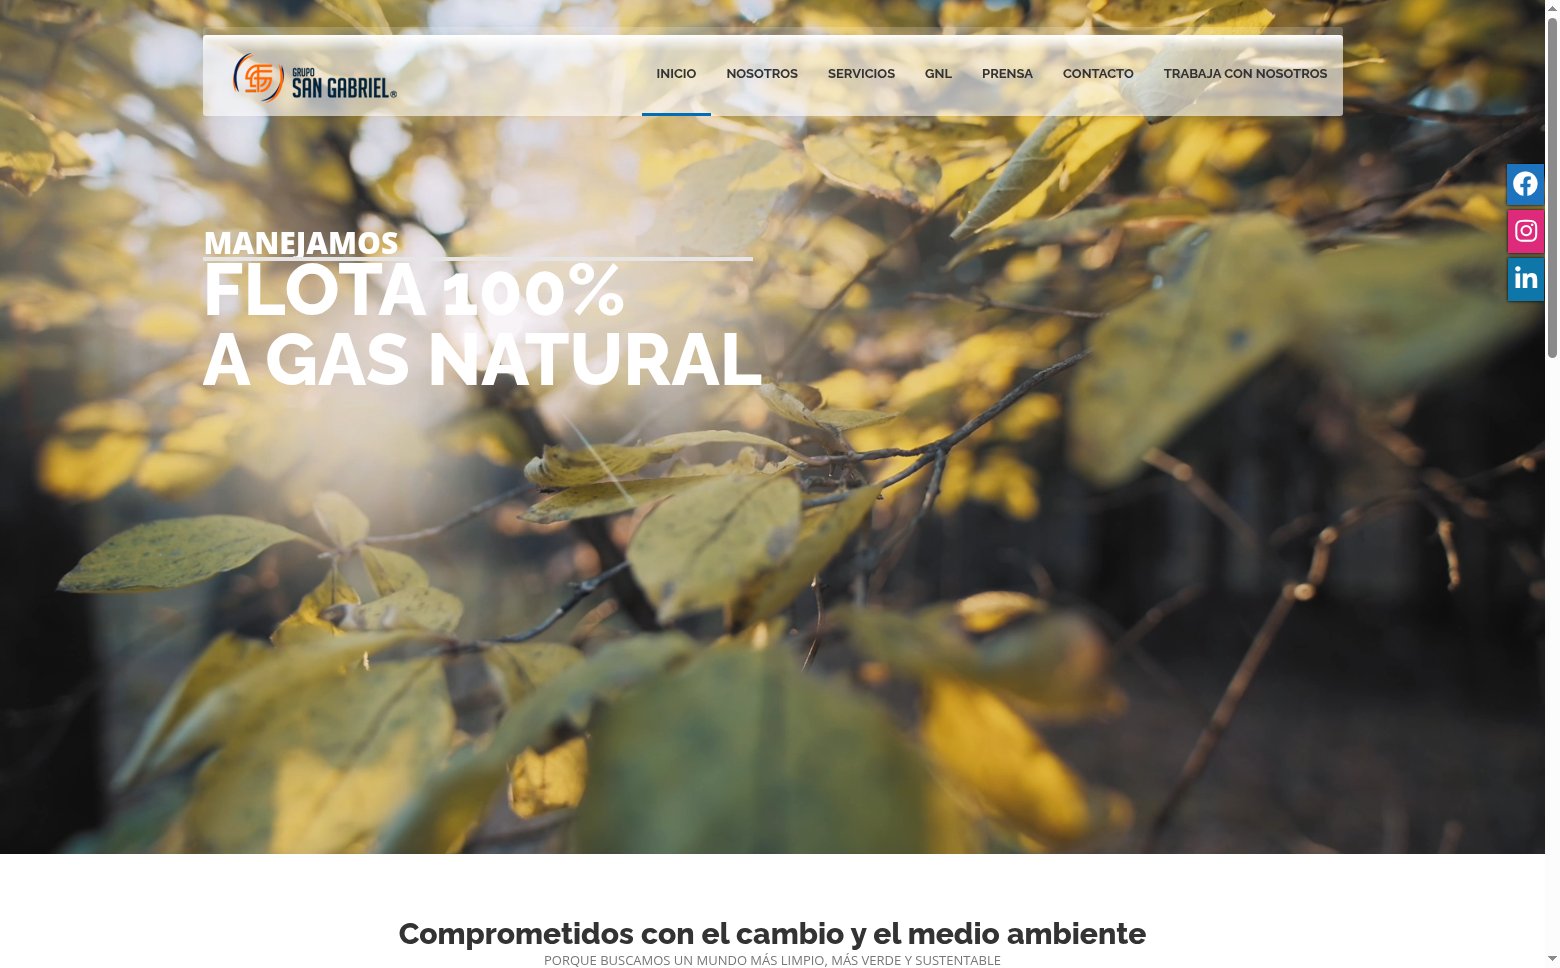 GRUPO
SAN GABRIEL®
INICIO
NOSOTROS
SERVICIOS
GNL
PRENSA
CONTACTO
TRABAJA CON NOSOTROS
MANEJAMOS
FLOTA 100%
A GAS NATURAL
Comprometidos con el cambio y el medio ambiente
PORQUE BUSCAMOS UN MUNDO MÁS LIMPIO, MÁS VERDE Y SUSTENTABLE